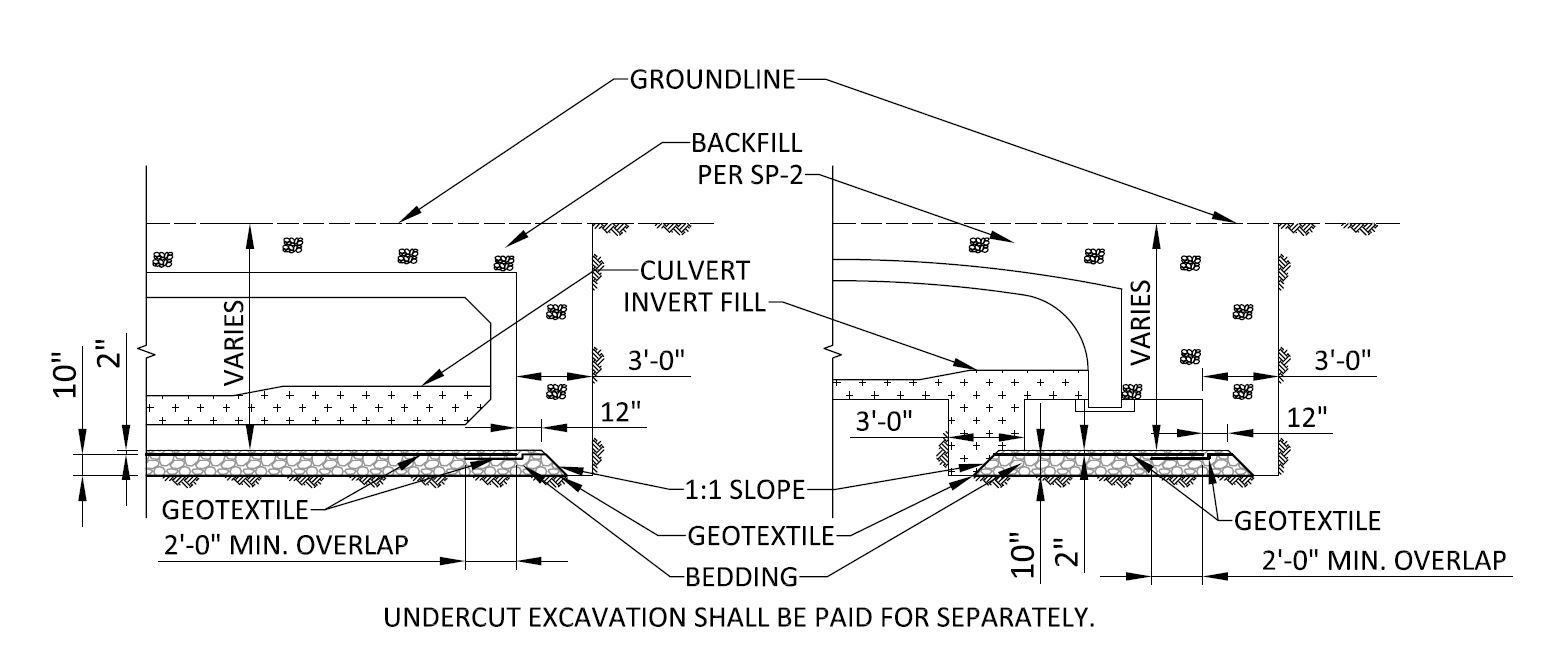 GROUNDLINE
BACKFILL
PER SP-2
CULVERT
INVERT FILL
VARIES
10"
2"
3'-0"
12"
VARIES
3'-0"
3'-0"
12"
1:1 SLOPE
GEOTEXTILE
2'-0" MIN. OVERLAP
GEOTEXTILE
BEDDING
10"
2"
GEOTEXTILE
2'-0" MIN. OVERLAP
UNDERCUT EXCAVATION SHALL BE PAID FOR SEPARATELY.